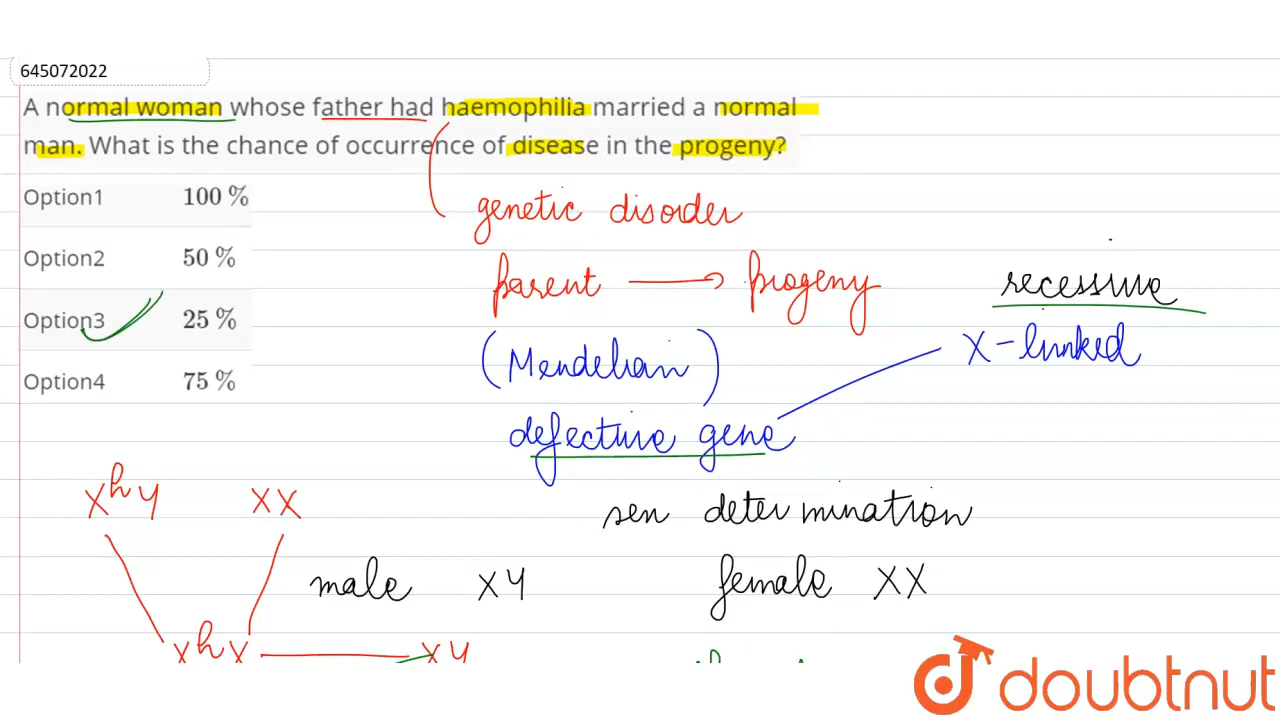 645072022
A normal woman whose father had haemophilia married a normal
man. What is the chance of occurrence of disease in the progeny?
Option1 100 %
Option2 50 %
Option3 25 %
Option4 75 %
genetic disorder
parent → progeny
recessive
X-linked
(Mendelian)
defective gene
XʰY XX
sex determination
male XY female XX
XʰX XY
doubtnut